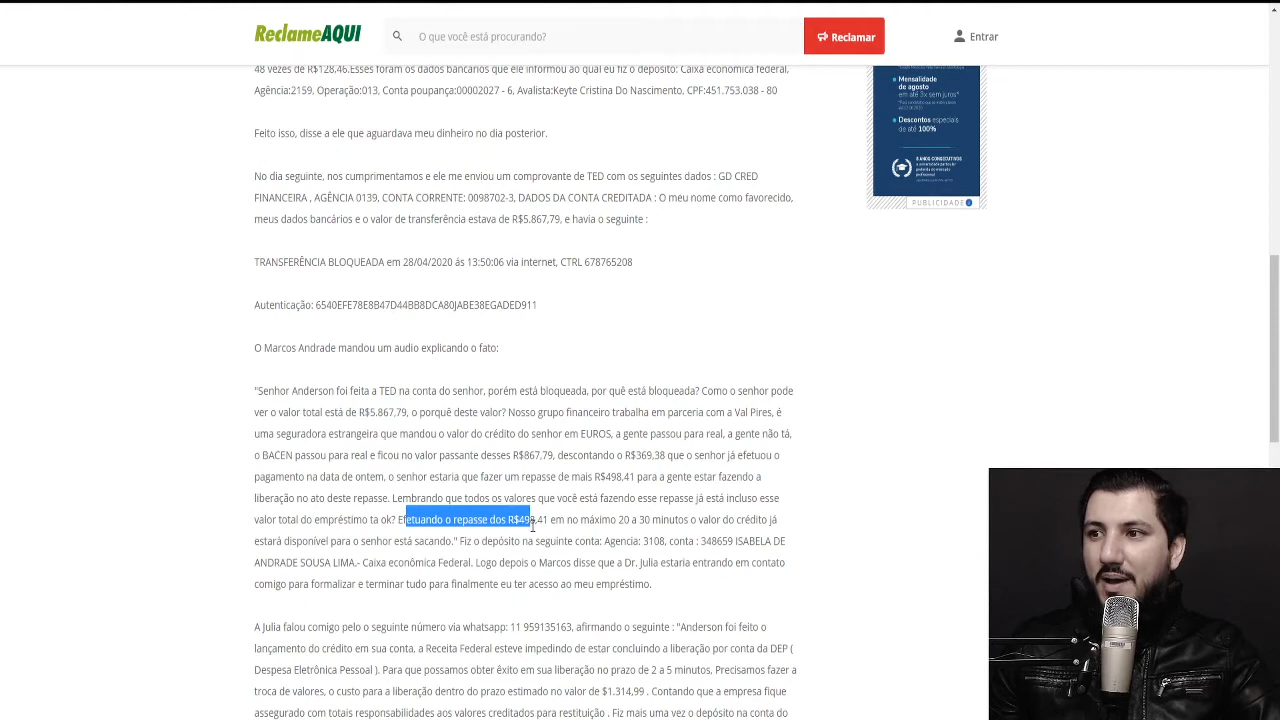 ReclameAQUI
O que você está procurando?
Reclamar
Entrar
48 vezes de R$128.46.Esses foram os dados bancários que ele informou ao qual eu fiz o depósito: Caixa econômica federal,
Agência:2159, Operação:013, Conta poupança:00002027 - 6, Avalista:Keyte Cristina Do Nascimento, CPF:451.753.038 - 80
Feito isso, disse a ele que aguardava meu dinheiro no dia posterior.
No dia seguinte, nos cumprimentamos e ele me enviou um comprovante de TED com os seguintes dados : GD CRED
FINANCEIRA , AGÊNCIA 0139, CONTA CORRENTE: 0098702-3, DADOS DA CONTA CREDITADA : O meu nome como favorecido,
meus dados bancários e o valor de transferência estava de R$5.867,79, e havia o seguinte :
TRANSFERÊNCIA BLOQUEADA em 28/04/2020 ás 13:50:06 via internet, CTRL 678765208
Autenticação: 6540EFE78E8B47D44BB8DCA80JABE38EGADED911
O Marcos Andrade mandou um audio explicando o fato:
"Senhor Anderson foi feita a TED na conta do senhor, porém está bloqueada, por quê está bloqueada? Como o senhor pode
ver o valor total está de R$5.867,79, o porquê deste valor? Nosso grupo financeiro trabalha em parceria com a Val Pires, é
uma seguradora estrangeira que mandou o valor do crédito do senhor em EUROS, a gente passou para real, a gente não tá,
o BACEN passou para real e ficou no valor passante desses R$867,79, descontando o R$369,38 que o senhor já efetuou o
pagamento na data de ontem, o senhor estaria que fazer um repasse de mais R$498,41 para a gente estar fazendo a
liberação no ato deste repasse. Lembrando que todos os valores que você está fazendo esse repasse já está incluso esse
valor total do empréstimo ta ok? Efetuando o repasse dos R$498,41 em no máximo 20 a 30 minutos o valor do crédito já
estará disponível para o senhor está sacando." Fiz o depósito na seguinte conta: Agencia: 3108, conta : 348659 ISABELA DE
ANDRADE SOUSA LIMA.- Caixa econômica Federal. Logo depois o Marcos disse que a Dr. Julia estaria entrando em contato
comigo para formalizar e terminar tudo para finalmente eu ter acesso ao meu empréstimo.
A Julia falou comigo pelo o seguinte número via whatsapp: 11 959135163, afirmando o seguinte : "Anderson foi feito o
lançamento do crédito em sua conta a Receita Federal esteve impedindo de estar concluindo a liberação por conta da DEP (
Despesa Eletrônica Pessoal ). Para que possamos obter êxito em sua liberação no prazo de 2 a 5 minutos, Precisamos fazer a
troca de valores, o custo para a liberação do mesmo foi informado no valor de $1.314,99 . Contando que a empresa fique
assegurado com totais responsabilidades,os valores creditados para restituição . Fiz mais uma vez o depósito na conta do
Mensalidade
de agosto
em até 3x sem juros*
Descontos especiais
de até 100%
8 ANOS CONSECUTIVOS
PUBLICIDADE